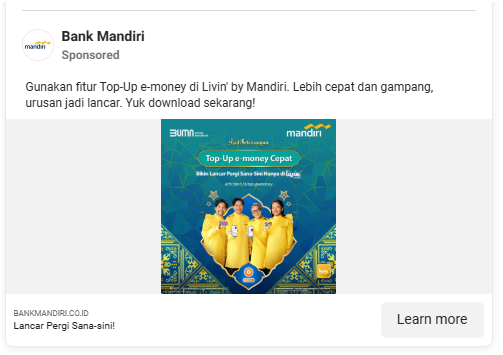 Bank Mandiri
Sponsored
mandiri
Gunakan fitur Top-Up e-money di Livin' by Mandiri. Lebih cepat dan gampang,
urusan jadi lancar. Yuk download sekarang!
BUMN
mandiri
Top-Up e-money Cepat
Bikin Lancar Pergi Sana-Sini Hanya di livin'
BANKMANDIRI.CO.ID
Lancar Pergi Sana-sini!
Learn more